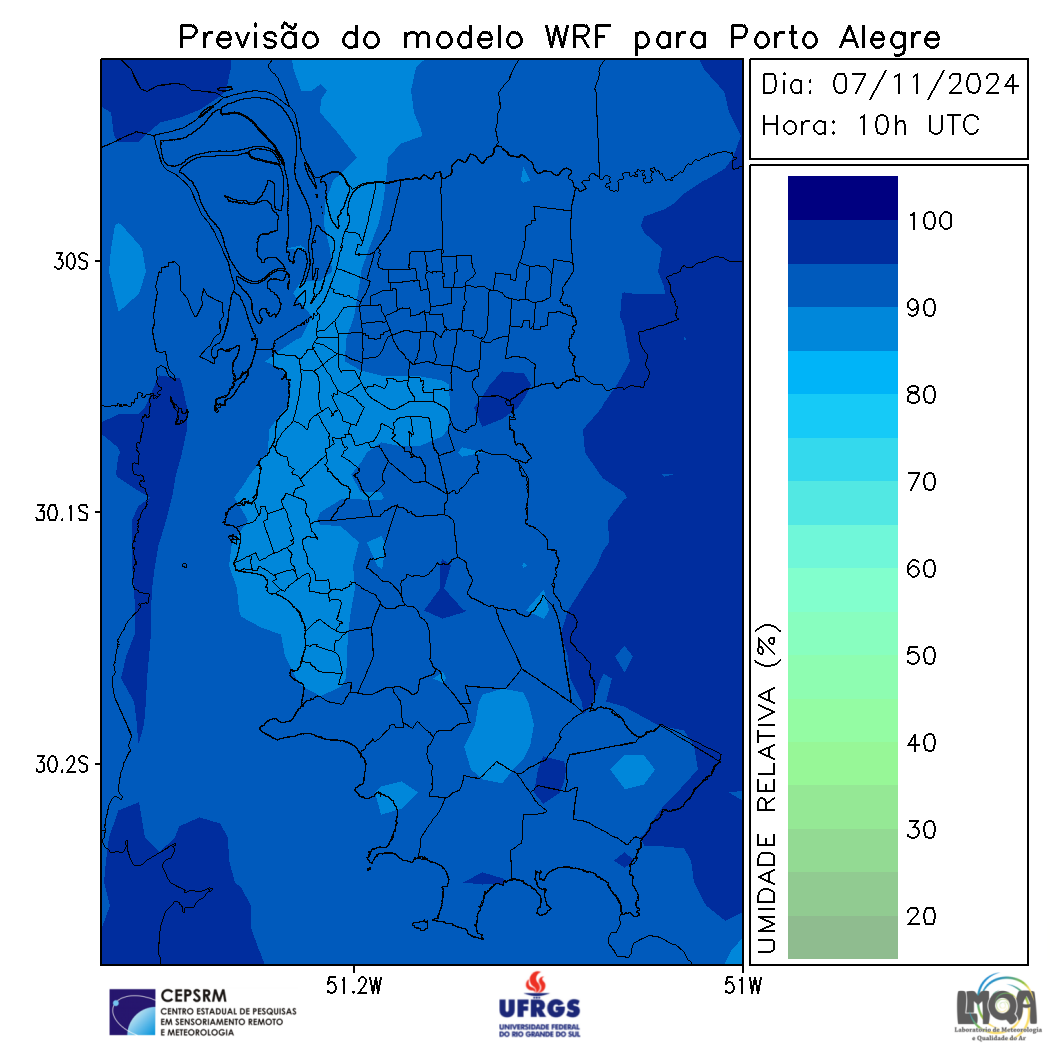 Previsão do modelo WRF para Porto Alegre
Dia: 07/11/2024
Hora: 10h UTC
30S
30.1S
30.2S
51.2W
51W
UMIDADE RELATIVA (%)
100
90
80
70
60
50
40
30
20
CEPSRM
CENTRO ESTADUAL DE PESQUISAS
EM SENSORIAMENTO REMOTO
E METEOROLOGIA
UFRGS
UNIVERSIDADE FEDERAL
DO RIO GRANDE DO SUL
LMQA
Laboratório de Meteorologia
e Qualidade do Ar